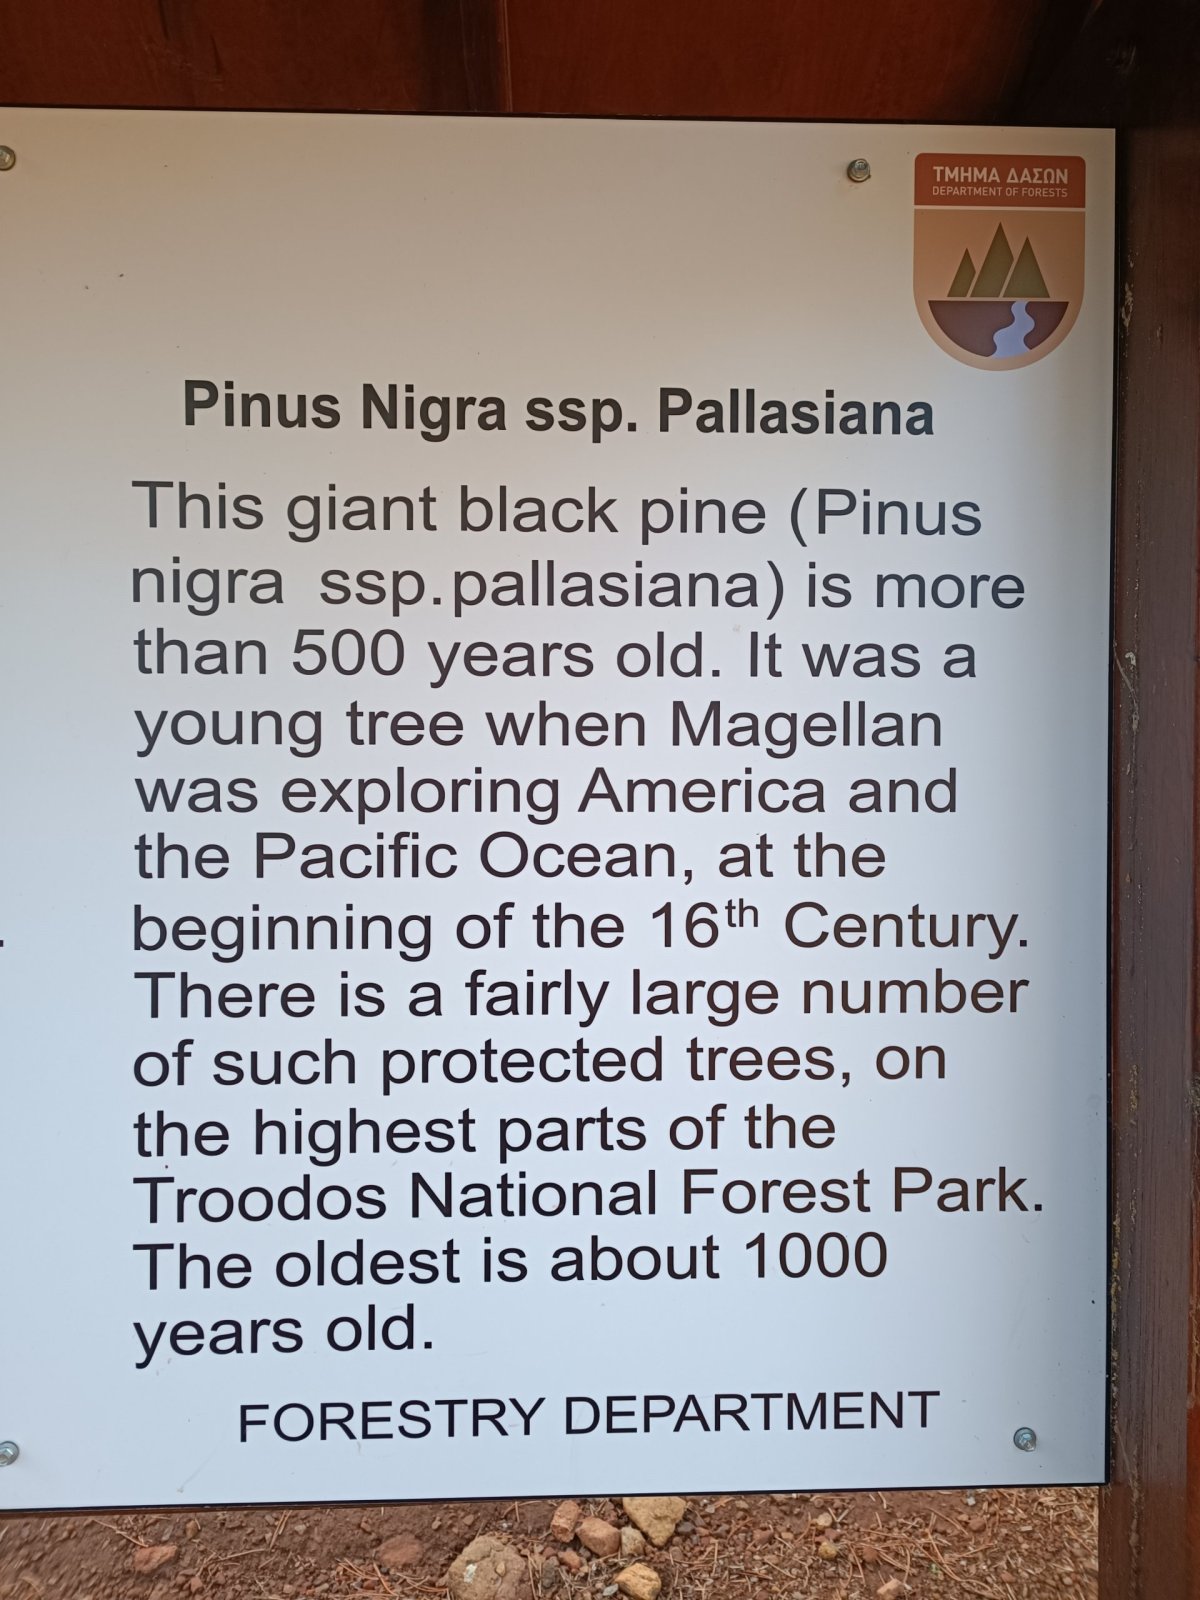 ΤΜΗΜΑ ΔΑΣΩΝ
DEPARTMENT OF FORESTS
Pinus Nigra ssp. Pallasiana
This giant black pine (Pinus
nigra ssp.pallasiana) is more
than 500 years old. It was a
young tree when Magellan
was exploring America and
the Pacific Ocean, at the
beginning of the 16th Century.
There is a fairly large number
of such protected trees, on
the highest parts of the
Troodos National Forest Park.
The oldest is about 1000
years old.
FORESTRY DEPARTMENT